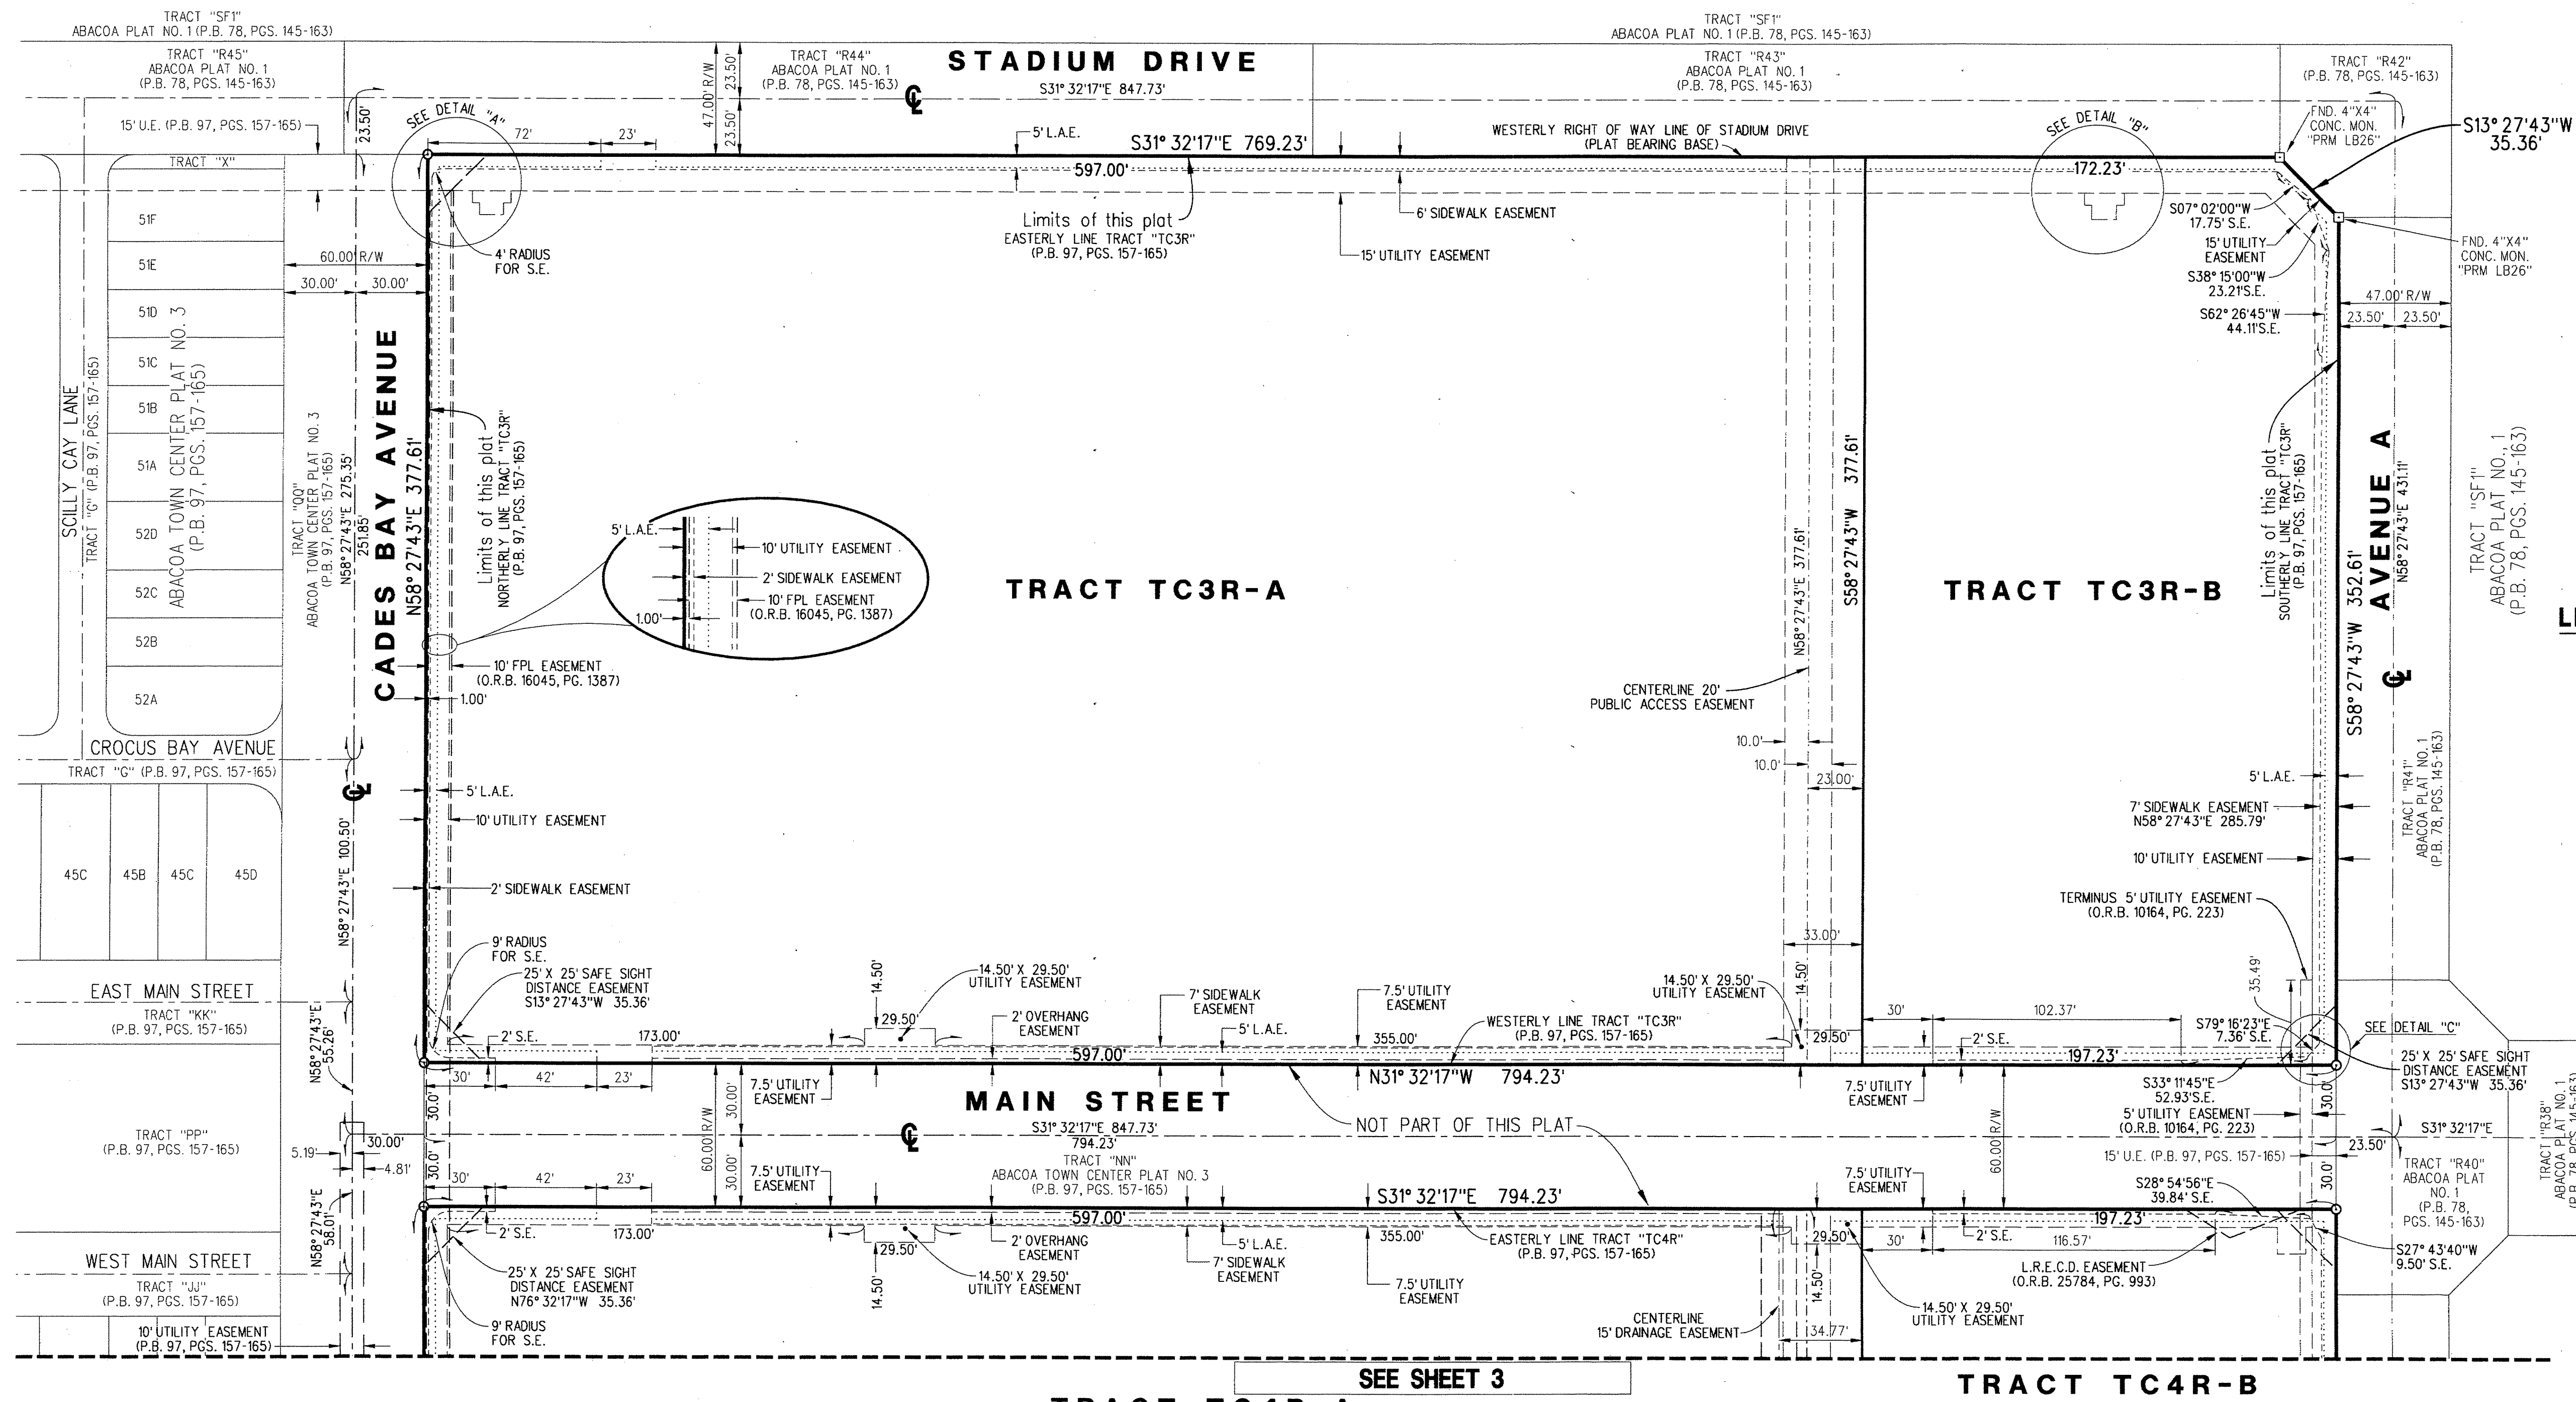 TRACT "SF1"
ABACOA PLAT NO. 1 (P.B. 78, PGS. 145-163)
TRACT "SF1"
ABACOA PLAT NO. 1 (P.B. 78, PGS. 145-163)
TRACT "R45"
ABACOA PLAT NO. 1
(P.B. 78, PGS. 145-163)
47.00' R/W
23.50'
23.50'
TRACT "R44"
ABACOA PLAT NO. 1
(P.B. 78, PGS. 145-163)
STADIUM DRIVE
S31° 32'17"E 847.73'
TRACT "R43"
ABACOA PLAT NO. 1
(P.B. 78, PGS. 145-163)
TRACT "R42"
(P.B. 78, PGS. 145-163)
15' U.E. (P.B. 97, PGS. 157-165)
23.50'
SEE DETAIL "A"
72'
23'
5' L.A.E.
S31° 32'17"E 769.23'
WESTERLY RIGHT OF WAY LINE OF STADIUM DRIVE
(PLAT BEARING BASE)
SEE DETAIL "B"
FND. 4"X4"
CONC. MON.
"PRM LB26"
S13° 27'43"W
35.36'
TRACT "X"
597.00'
172.23'
Limits of this plat
EASTERLY LINE TRACT "TC3R"
(P.B. 97, PGS. 157-165)
6' SIDEWALK EASEMENT
15' UTILITY EASEMENT
S07° 02'00"W
17.75' S.E.
15' UTILITY
EASEMENT
S38° 15'00"W
23.21'S.E.
S62° 26'45"W
44.11'S.E.
FND. 4"X4"
CONC. MON.
"PRM LB26"
47.00' R/W
23.50'
23.50'
4' RADIUS
FOR S.E.
60.00' R/W
30.00'
30.00'
51F
51E
51D
51C
51B
51A
52D
52C
52B
52A
SCILLY CAY LANE
TRACT "G" (P.B. 97, PGS. 157-165)
ABACOA TOWN CENTER PLAT NO. 3
(P.B. 97, PGS. 157-165)
TRACT "QQ"
ABACOA TOWN CENTER PLAT NO. 3
(P.B. 97, PGS. 157-165)
N58° 27'43"E 275.35'
251.85'
CADES BAY AVENUE
N58° 27'43"E 377.61'
Limits of this plat
NORTHERLY LINE TRACT "TC3R"
(P.B. 97, PGS. 157-165)
5' L.A.E.
10' UTILITY EASEMENT
2' SIDEWALK EASEMENT
10' FPL EASEMENT
(O.R.B. 16045, PG. 1387)
1.00'
TRACT TC3R-A
N58° 27'43"E 377.61'
S58° 27'43"W 377.61'
TRACT TC3R-B
Limits of this plat
SOUTHERLY LINE TRACT "TC3R"
(P.B. 97, PGS. 157-165)
S58° 27'43"W 352.61'
AVENUE A
N58° 27'43"E 431.11'
TRACT "SF1"
ABACOA PLAT NO., 1
(P.B. 78, PGS. 145-163)
10' FPL EASEMENT
(O.R.B. 16045, PG. 1387)
1.00'
CENTERLINE 20'
PUBLIC ACCESS EASEMENT
10.0'
10.0'
23.00'
CROCUS BAY AVENUE
TRACT "G" (P.B. 97, PGS. 157-165)
5' L.A.E.
10' UTILITY EASEMENT
5' L.A.E.
7' SIDEWALK EASEMENT
N58° 27'43"E 285.79'
10' UTILITY EASEMENT
TRACT "R41"
ABACOA PLAT NO. 1
(P.B. 78, PGS. 145-163)
45C
45B
45C
45D
N58° 27'43"E 100.50'
2' SIDEWALK EASEMENT
TERMINUS 5' UTILITY EASEMENT
(O.R.B. 10164, PG. 223)
9' RADIUS
FOR S.E.
25' X 25' SAFE SIGHT
DISTANCE EASEMENT
S13° 27'43"W 35.36'
14.50'
14.50' X 29.50'
UTILITY EASEMENT
29.50'
33.00'
14.50' X 29.50'
UTILITY EASEMENT
14.50'
29.50'
35.49'
EAST MAIN STREET
TRACT "KK"
(P.B. 97, PGS. 157-165)
N58° 27'43"E
55.26'
2' S.E.
173.00'
2' OVERHANG
EASEMENT
7' SIDEWALK
EASEMENT
5' L.A.E.
7.5' UTILITY
EASEMENT
355.00'
WESTERLY LINE TRACT "TC3R"
(P.B. 97, PGS. 157-165)
30'
102.37'
2' S.E.
S79° 16'23"E
7.36' S.E.
SEE DETAIL "C"
25' X 25' SAFE SIGHT
DISTANCE EASEMENT
S13° 27'43"W 35.36'
597.00'
197.23'
30'
42'
23'
7.5' UTILITY
EASEMENT
N31° 32'17"W 794.23'
7.5' UTILITY
EASEMENT
S33° 11'45"E
52.93'S.E.
5' UTILITY EASEMENT
(O.R.B. 10164, PG. 223)
30.0'
30.0'
60.00' R/W
30.00'
30.00'
MAIN STREET
S31° 32'17"E 847.73'
794.23'
TRACT "NN"
ABACOA TOWN CENTER PLAT NO. 3
(P.B. 97, PGS. 157-165)
NOT PART OF THIS PLAT
60.00' R/W
S31° 32'17"E
23.50'
15' U.E. (P.B. 97, PGS. 157-165)
30.0'
TRACT "R38"
ABACOA PLAT NO. 1
TRACT "PP"
(P.B. 97, PGS. 157-165)
5.19'
30.00'
4.81'
30.0'
30'
42'
23'
7.5' UTILITY
EASEMENT
S31° 32'17"E 794.23'
7.5' UTILITY
EASEMENT
S28° 54'56"E
39.84' S.E.
TRACT "R40"
ABACOA PLAT
NO. 1
(P.B. 78,
PGS. 145-163)
N58° 27'43"E
58.01'
597.00'
197.23'
2' S.E.
173.00'
29.50'
2' OVERHANG
EASEMENT
5' L.A.E.
7' SIDEWALK
EASEMENT
355.00'
EASTERLY LINE TRACT "TC4R"
(P.B. 97, PGS. 157-165)
29.50'
30'
2' S.E.
116.57'
S27° 43'40"W
9.50' S.E.
WEST MAIN STREET
TRACT "JJ"
(P.B. 97, PGS. 157-165)
25' X 25' SAFE SIGHT
DISTANCE EASEMENT
N76° 32'17"W 35.36'
14.50'
14.50' X 29.50'
UTILITY EASEMENT
7.5' UTILITY
EASEMENT
14.50'
L.R.E.C.D. EASEMENT
(O.R.B. 25784, PG. 993)
14.50' X 29.50'
UTILITY EASEMENT
10' UTILITY EASEMENT
(P.B. 97, PGS. 157-165)
9' RADIUS
FOR S.E.
CENTERLINE
15' DRAINAGE EASEMENT
34.77'
SEE SHEET 3
TRACT TC4R-B